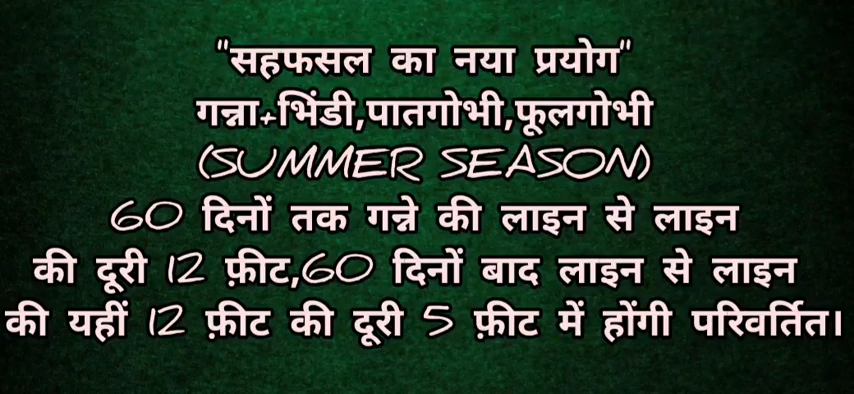 "सहफसल का नया प्रयोग"
गन्ना+भिंडी,पातगोभी,फूलगोभी
(SUMMER SEASON)
60 दिनों तक गन्ने की लाइन से लाइन
की दूरी 12 फ़ीट,60 दिनों बाद लाइन से लाइन
की यहीं 12 फ़ीट की दूरी 5 फ़ीट में होंगी परिवर्तित।